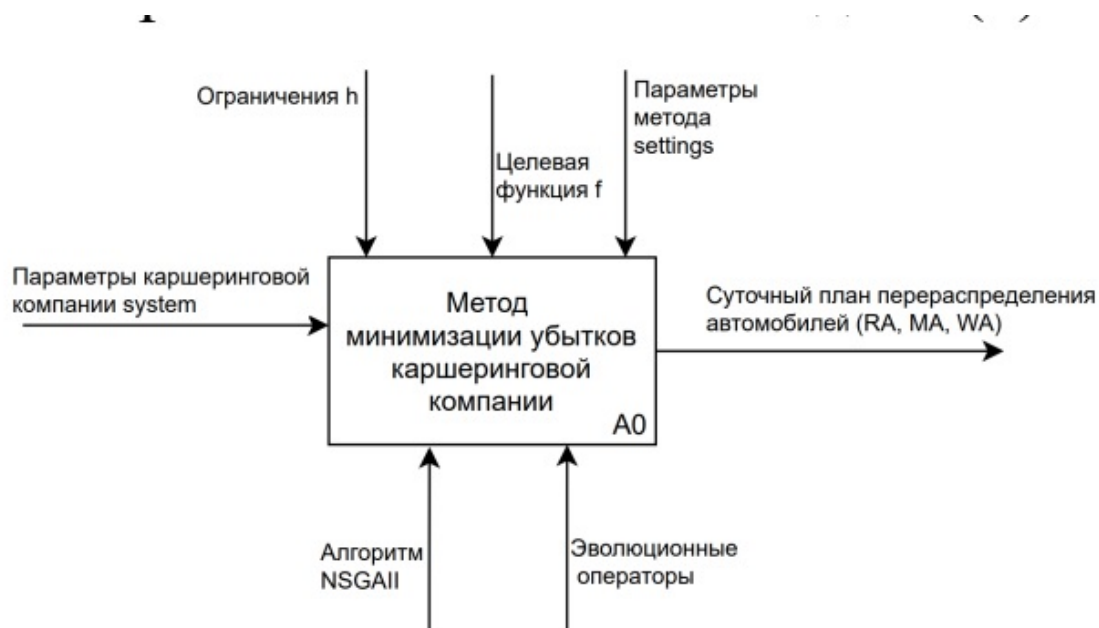 Ограничения h
Параметры
метода
settings
Целевая
функция f
Параметры каршеринговой
компании system
Метод
минимизации убытков
каршеринговой
компании
A0
Суточный план перераспределения
автомобилей (RA, MA, WA)
Алгоритм
NSGAII
Эволюционные
операторы